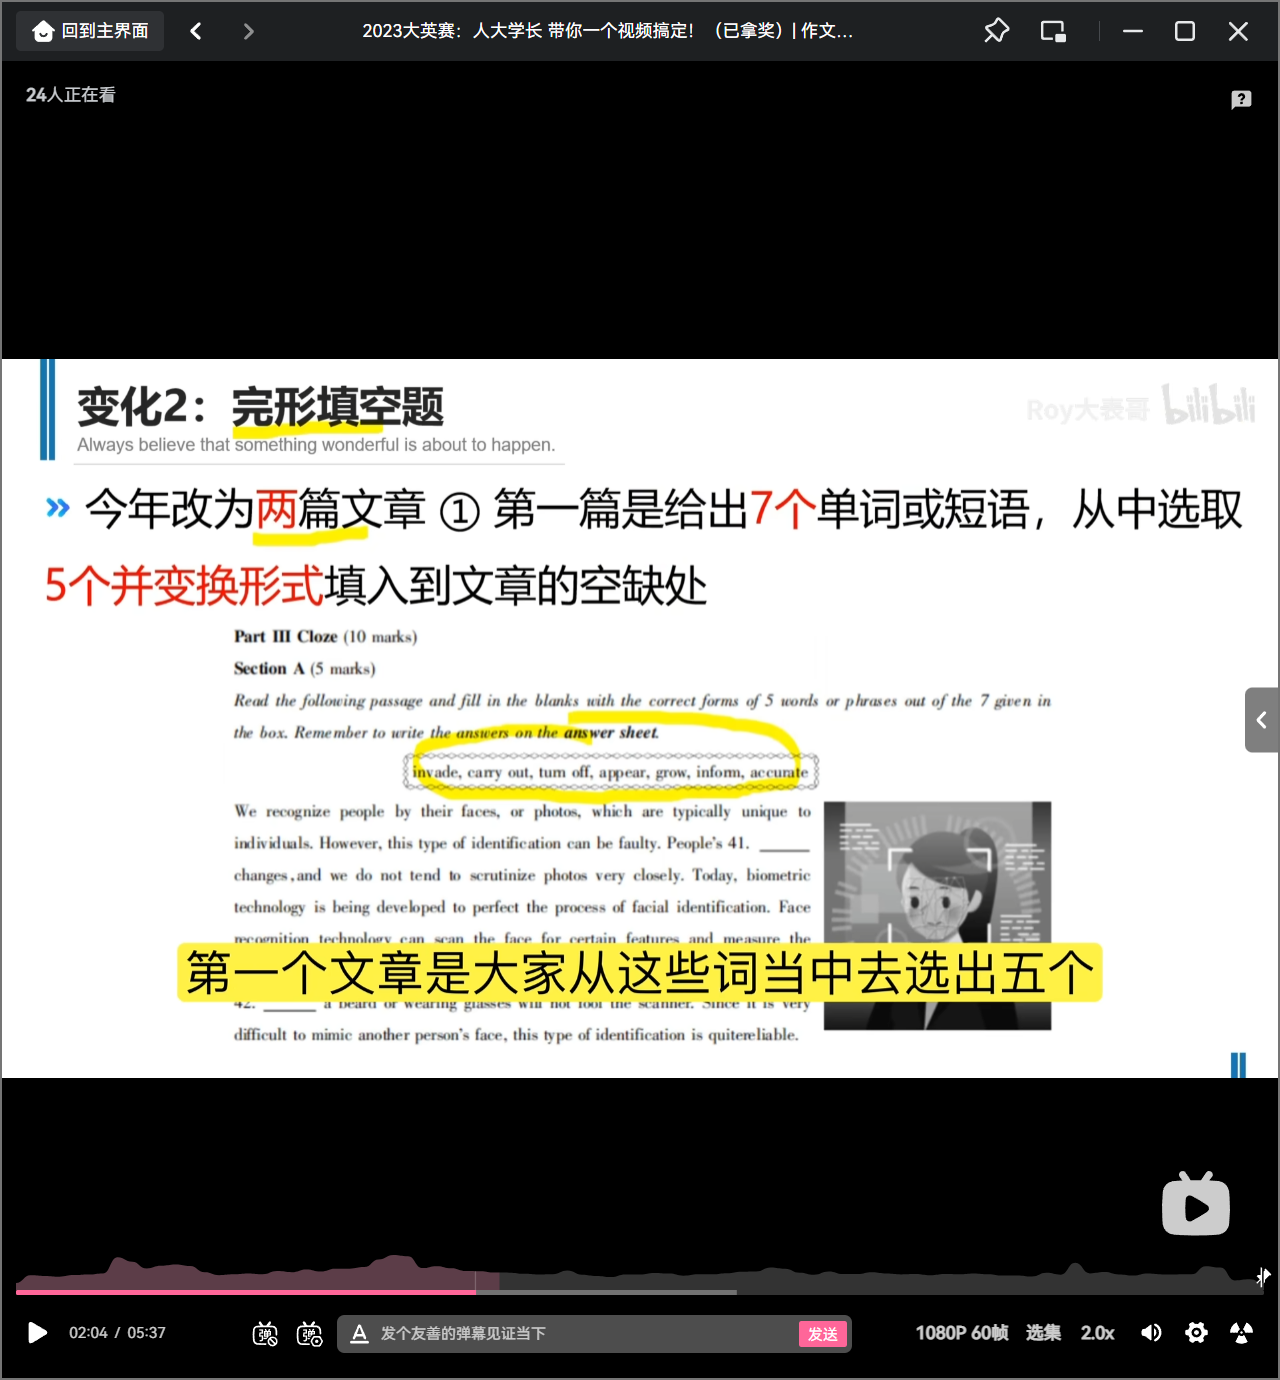 回到主界面
2023大英赛：人大学长 带你一个视频搞定！（已拿奖）| 作文...
24人正在看
变化2：完形填空题
Always believe that something wonderful is about to happen.
Roy大表哥 bilibili
» 今年改为两篇文章 ① 第一篇是给出7个单词或短语，从中选取
5个并变换形式填入到文章的空缺处
Part III Cloze (10 marks)
Section A (5 marks)
Read the following passage and fill in the blanks with the correct forms of 5 words or phrases out of the 7 given in
the box. Remember to write the answers on the answer sheet.
invade, carry out, turn off, appear, grow, inform, accurate
We recognize people by their faces, or photos, which are typically unique to
individuals. However, this type of identification can be faulty. People's 41. ______
changes,and we do not tend to scrutinize photos very closely. Today, biometric
technology is being developed to perfect the process of facial identification. Face
recognition technology can scan the face for certain features and measure the
第一个文章是大家从这些词当中去选出五个
42. ______ a beard or wearing glasses will not fool the scanner. Since it is very
difficult to mimic another person's face, this type of identification is quitereliable.
02:04 / 05:37
弹
弹
A 发个友善的弹幕见证当下
发送
1080P 60帧
选集
2.0x